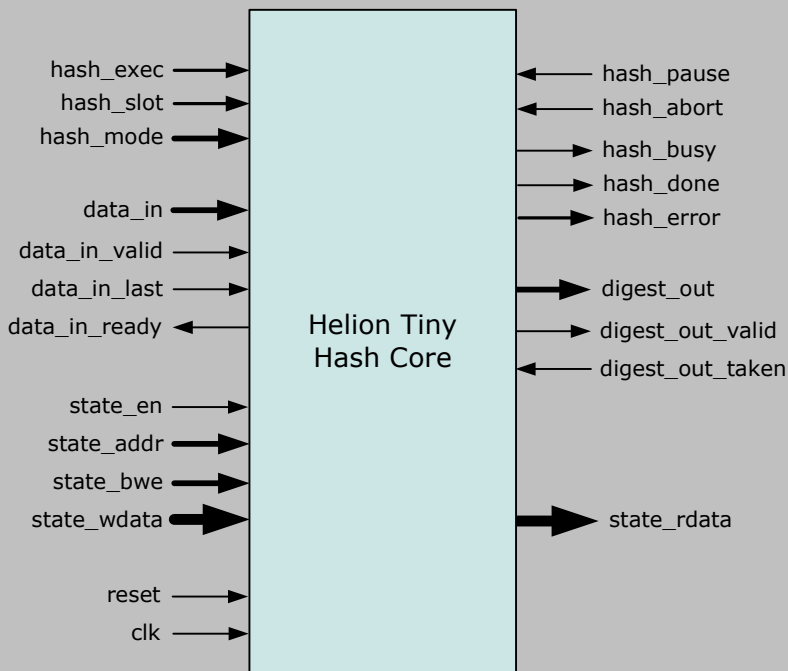 hash_exec
hash_slot
hash_mode
data_in
data_in_valid
data_in_last
data_in_ready
state_en
state_addr
state_bwe
state_wdata
reset
clk
Helion Tiny
Hash Core
hash_pause
hash_abort
hash_busy
hash_done
hash_error
digest_out
digest_out_valid
digest_out_taken
state_rdata